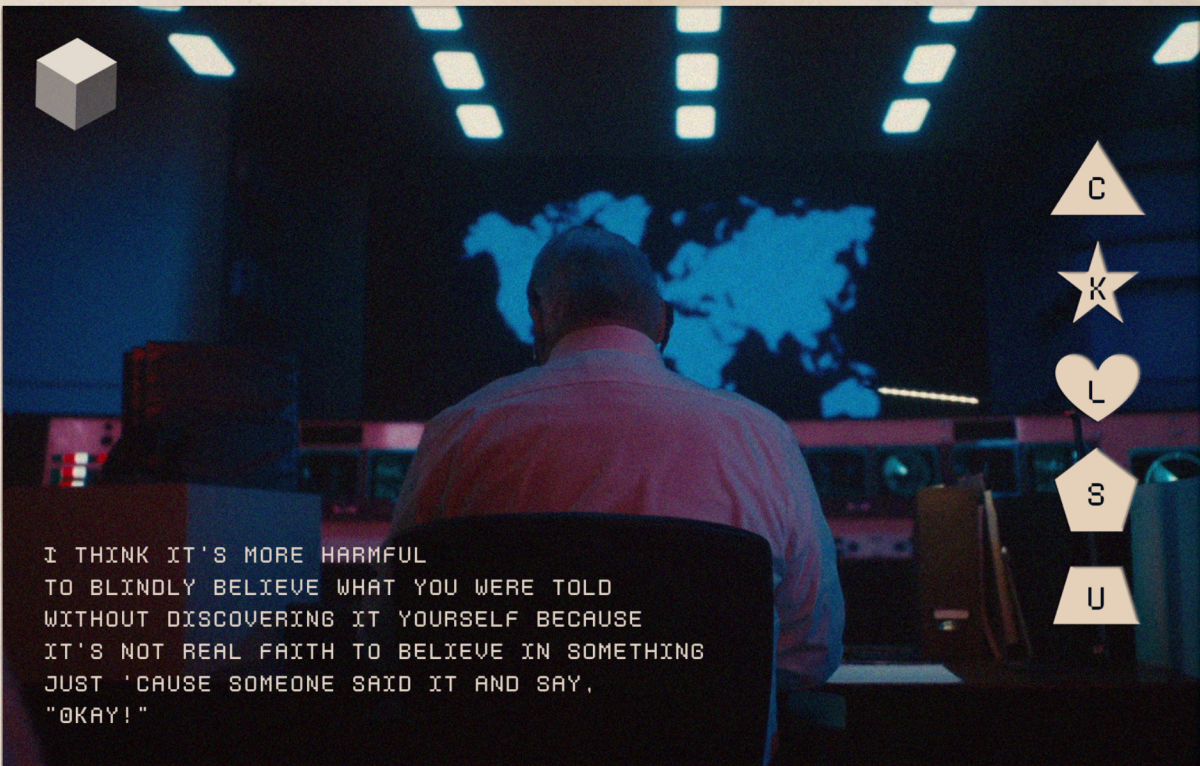 I THINK IT'S MORE HARMFUL
TO BLINDLY BELIEVE WHAT YOU WERE TOLD
WITHOUT DISCOVERING IT YOURSELF BECAUSE
IT'S NOT REAL FAITH TO BELIEVE IN SOMETHING
JUST 'CAUSE SOMEONE SAID IT AND SAY,
"OKAY!"
C
K
L
S
U